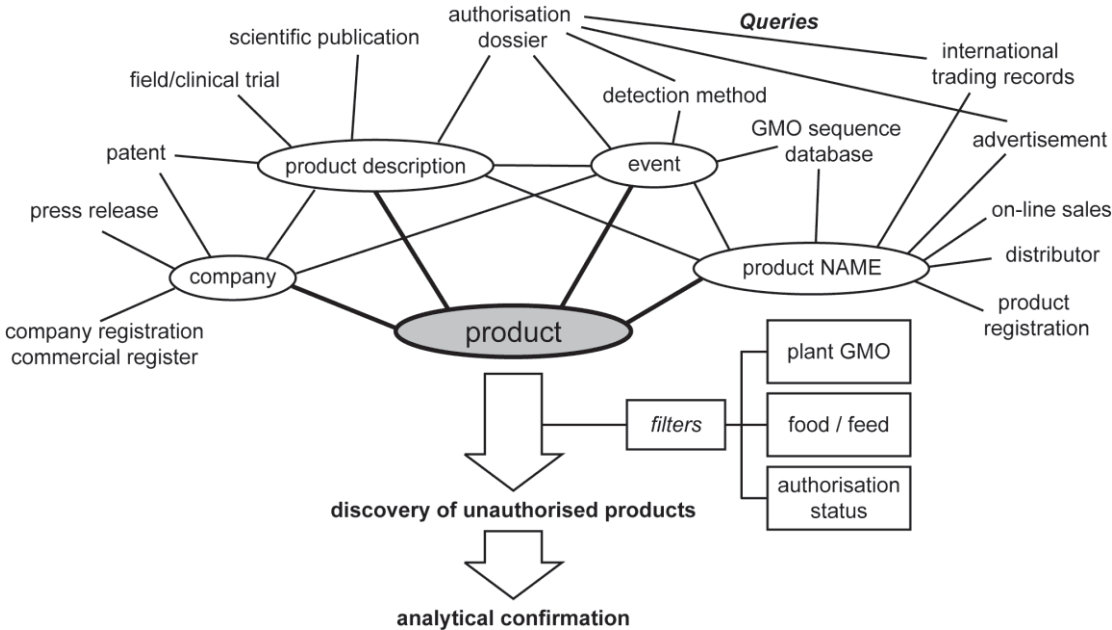 authorisation
dossier
Queries
scientific publication
international
trading records
field/clinical trial
detection method
GMO sequence
database
advertisement
patent
product description
event
press release
on-line sales
company
product NAME
distributor
company registration
commercial register
product
product
registration
plant GMO
filters
food / feed
authorisation
status
discovery of unauthorised products
analytical confirmation